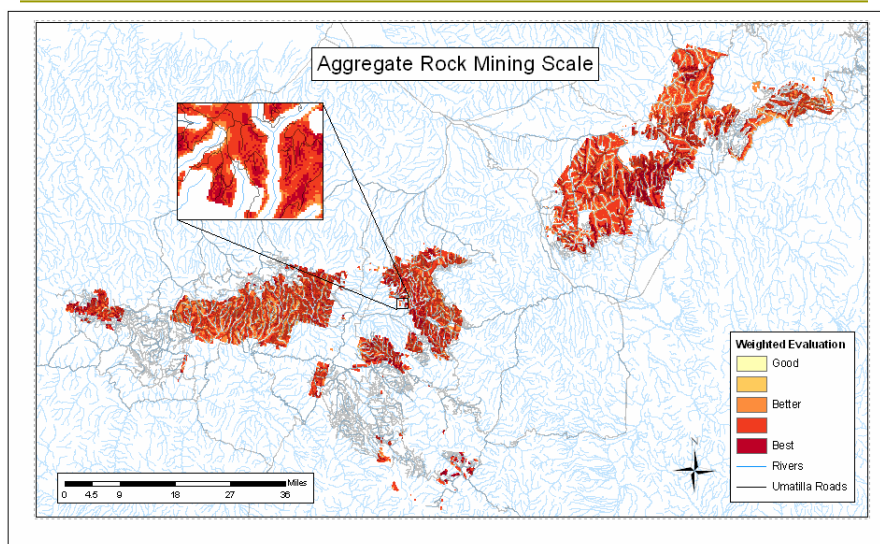 Aggregate Rock Mining Scale
Weighted Evaluation
Good
Better
Best
Rivers
Umatilla Roads
N
Miles
0 4.5 9 18 27 36